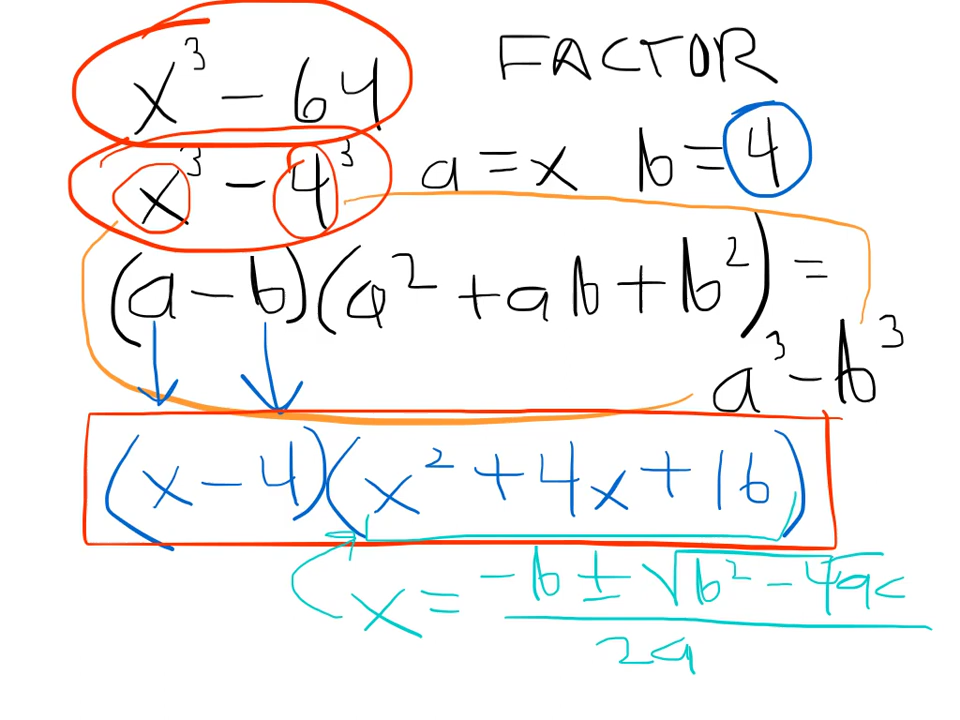 x³ - 64 FACTOR
x³ - 4³ a = x b = 4
(a - b)(a² + ab + b²) =
a³ - b³
(x - 4)(x² + 4x + 16)
x = -b ± √(b² - 4ac)
2a